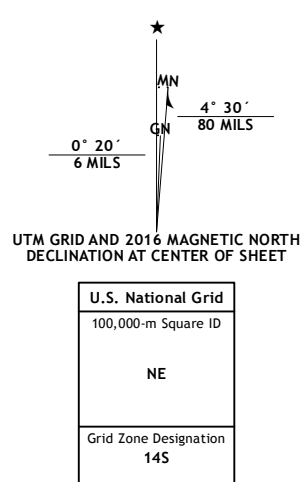 MN
4° 30´
80 MILS
GN
0° 20´
6 MILS
UTM GRID AND 2016 MAGNETIC NORTH
DECLINATION AT CENTER OF SHEET
U.S. National Grid
100,000-m Square ID
NE
Grid Zone Designation
14S